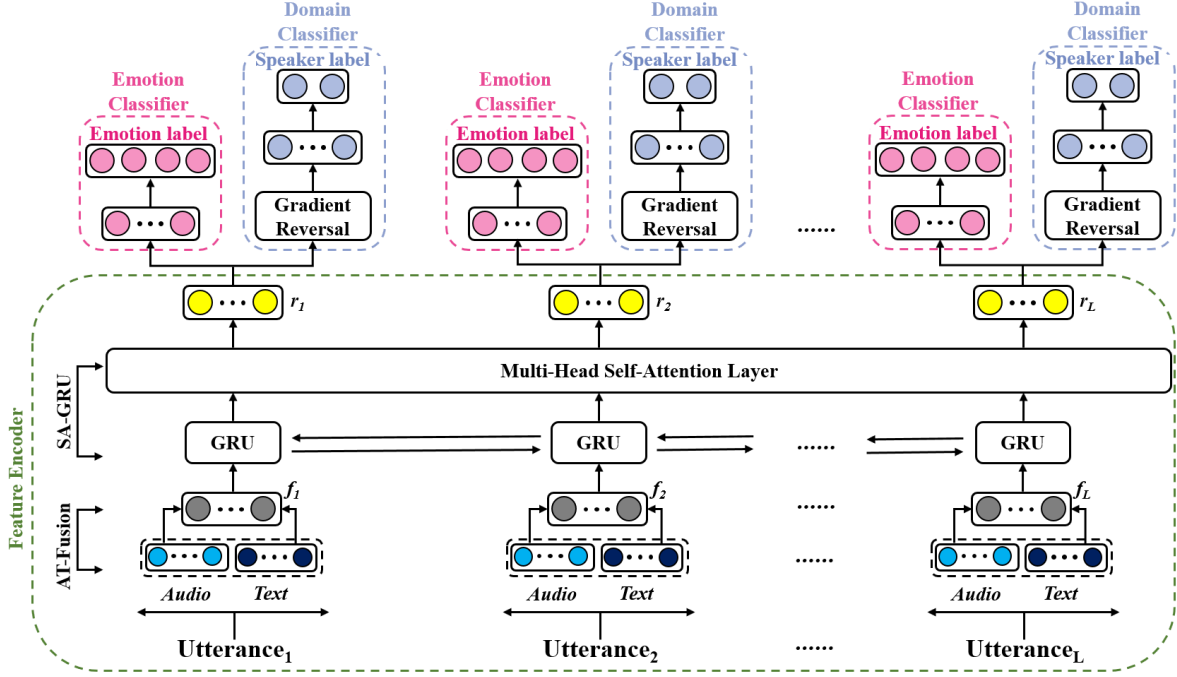 Domain
Classifier
Speaker label
Domain
Classifier
Speaker label
Domain
Classifier
Speaker label
Emotion
Classifier
Emotion label
Emotion
Classifier
Emotion label
Emotion
Classifier
Emotion label
Gradient
Reversal
Gradient
Reversal
......
Gradient
Reversal
r1
r2
rL
Multi-Head Self-Attention Layer
SA-GRU
GRU
GRU
......
GRU
Feature Encoder
AT-Fusion
f1
f2
......
fL
......
Audio Text
Audio Text
Audio Text
Utterance1
Utterance2
......
UtteranceL